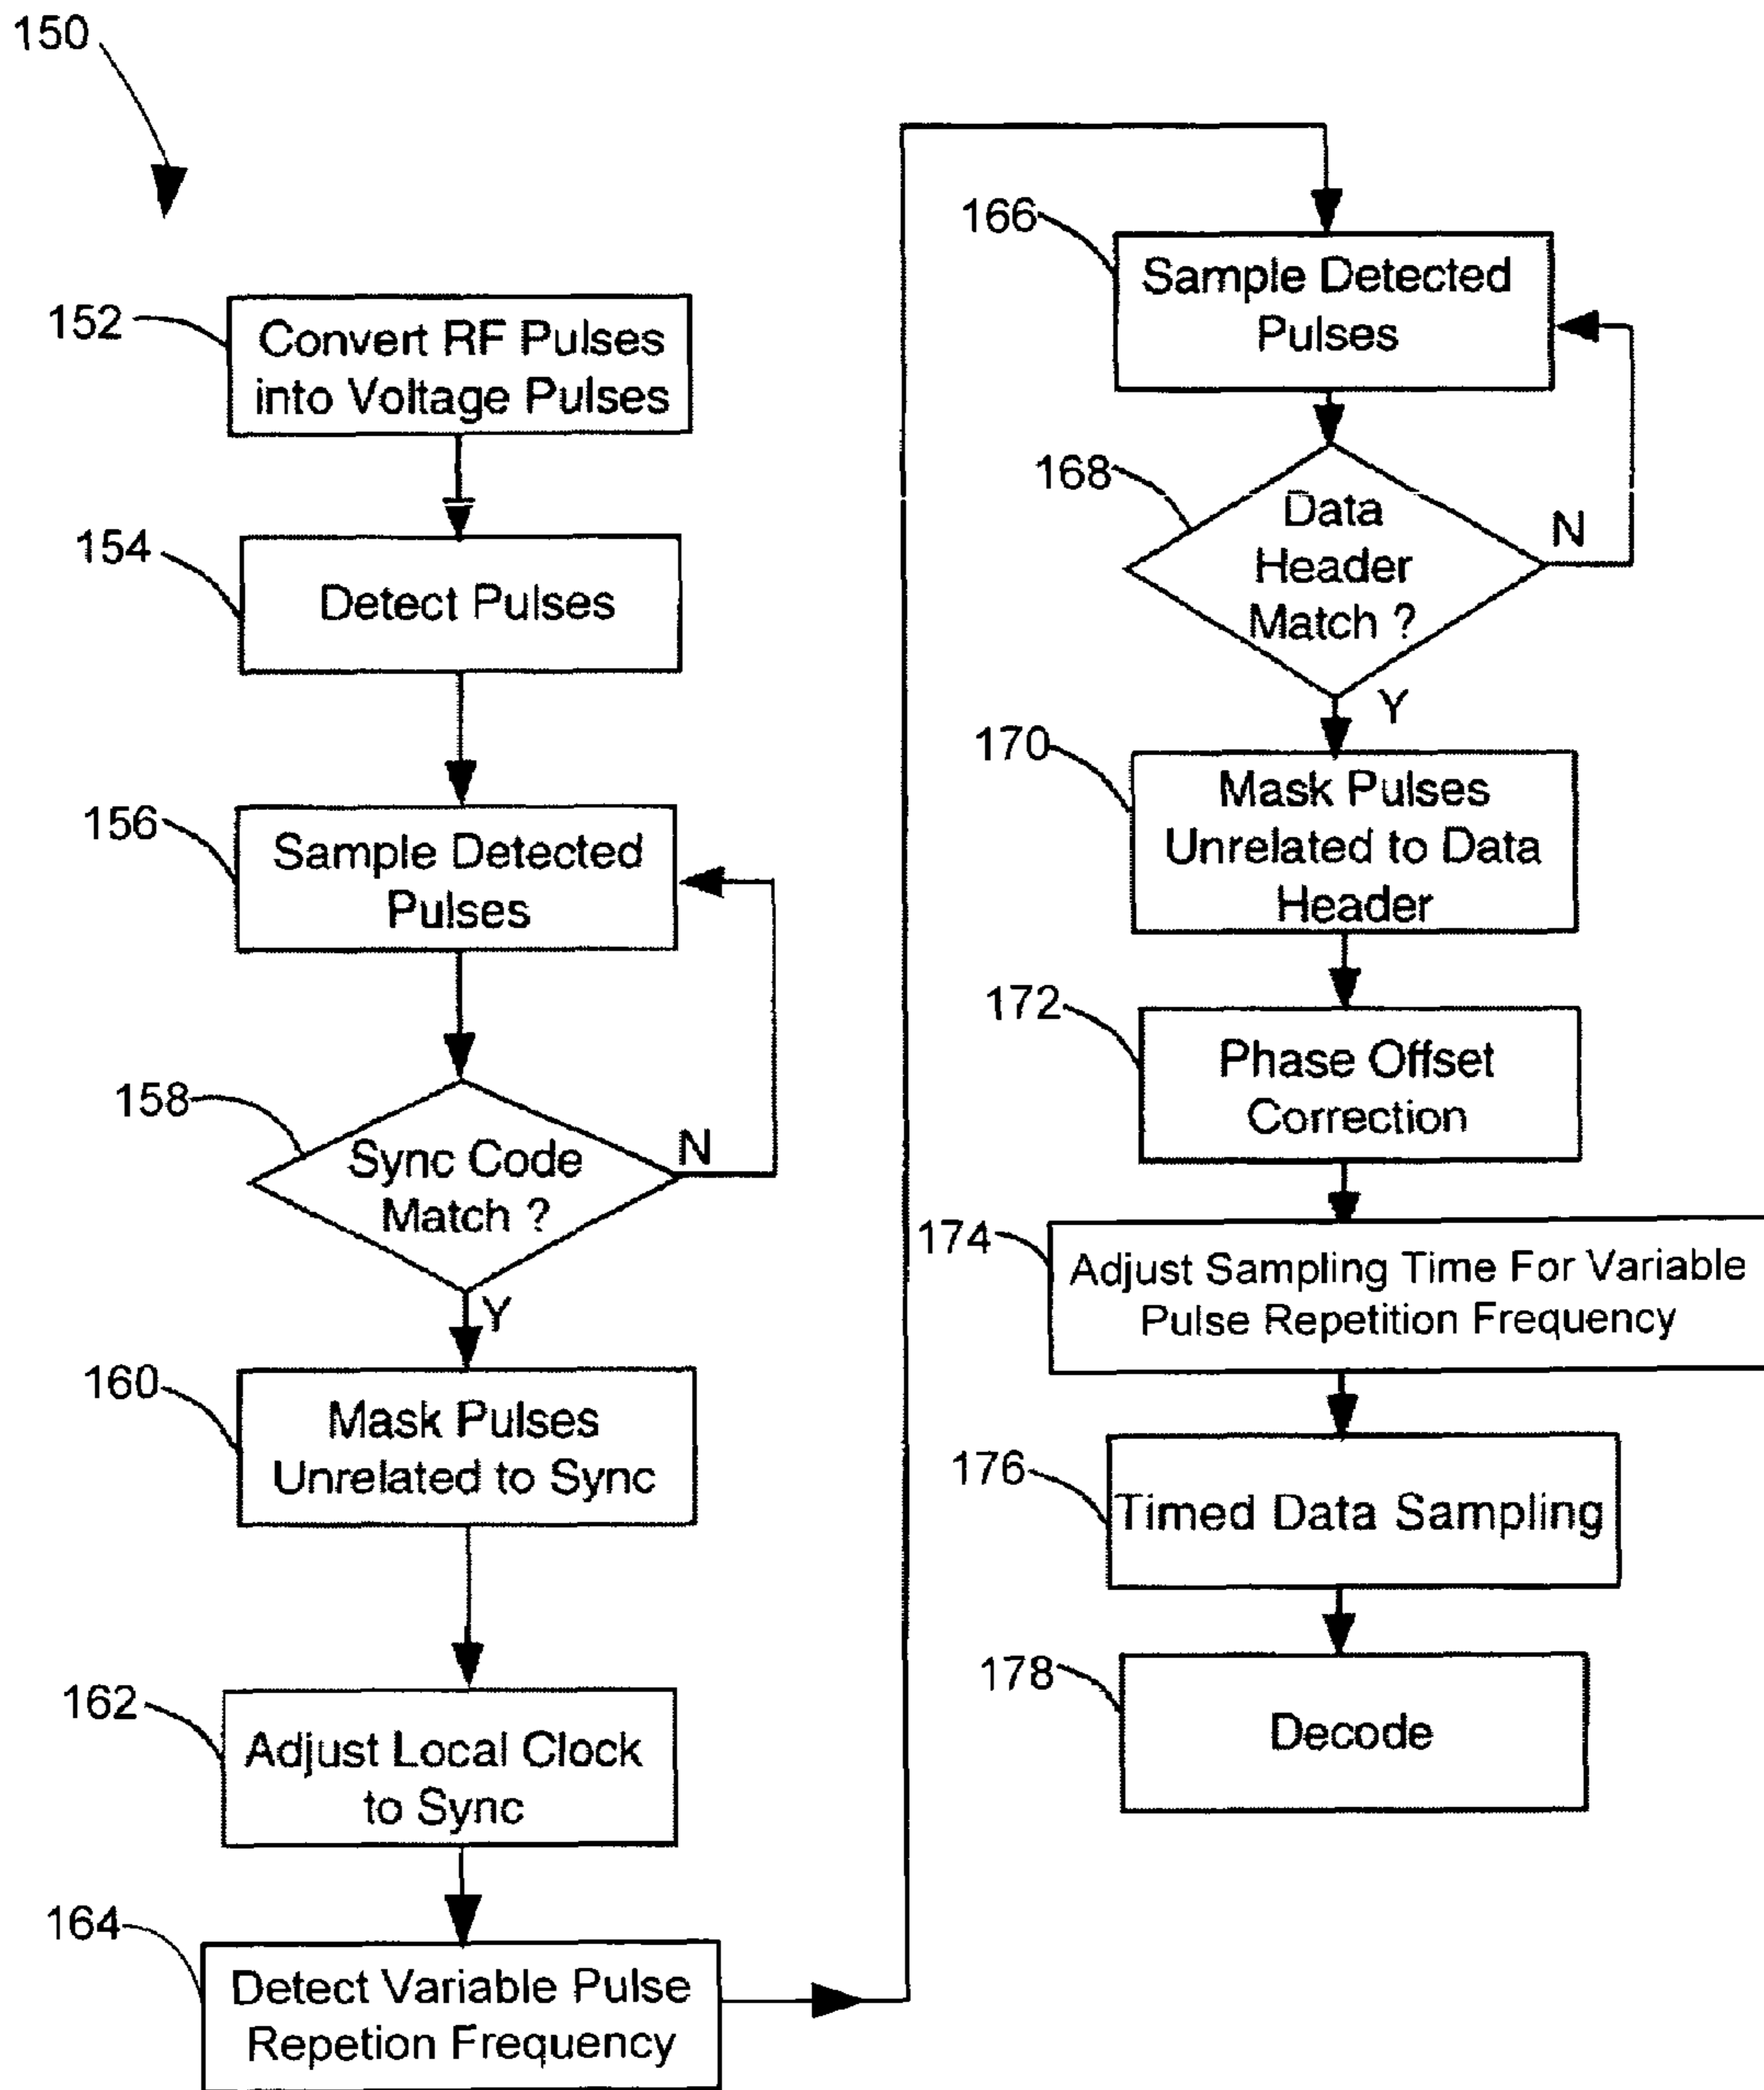 150
152
Convert RF Pulses
into Voltage Pulses
154
Detect Pulses
156
Sample Detected
Pulses
158
Sync Code
Match ?
N
Y
160
Mask Pulses
Unrelated to Sync
162
Adjust Local Clock
to Sync
164
Detect Variable Pulse
Repetion Frequency
166
Sample Detected
Pulses
168
Data
Header
Match ?
N
Y
170
Mask Pulses
Unrelated to Data
Header
172
Phase Offset
Correction
174
Adjust Sampling Time For Variable
Pulse Repetition Frequency
176
Timed Data Sampling
178
Decode